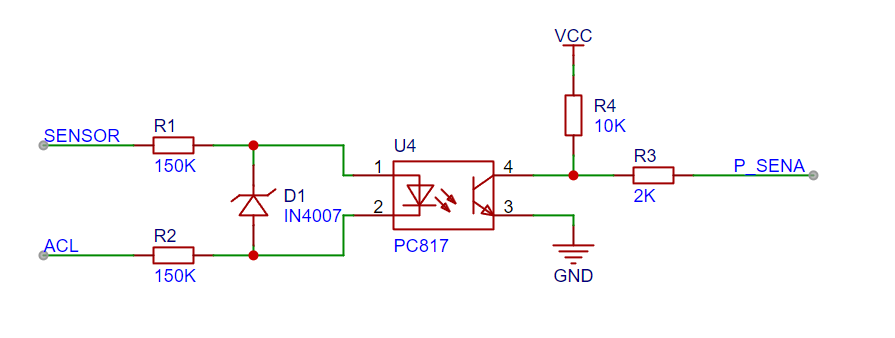 VCC
R4
10K
SENSOR
R1
150K
U4
1
4
R3
2K
P_SENA
D1
IN4007
2
3
PC817
ACL
R2
150K
GND